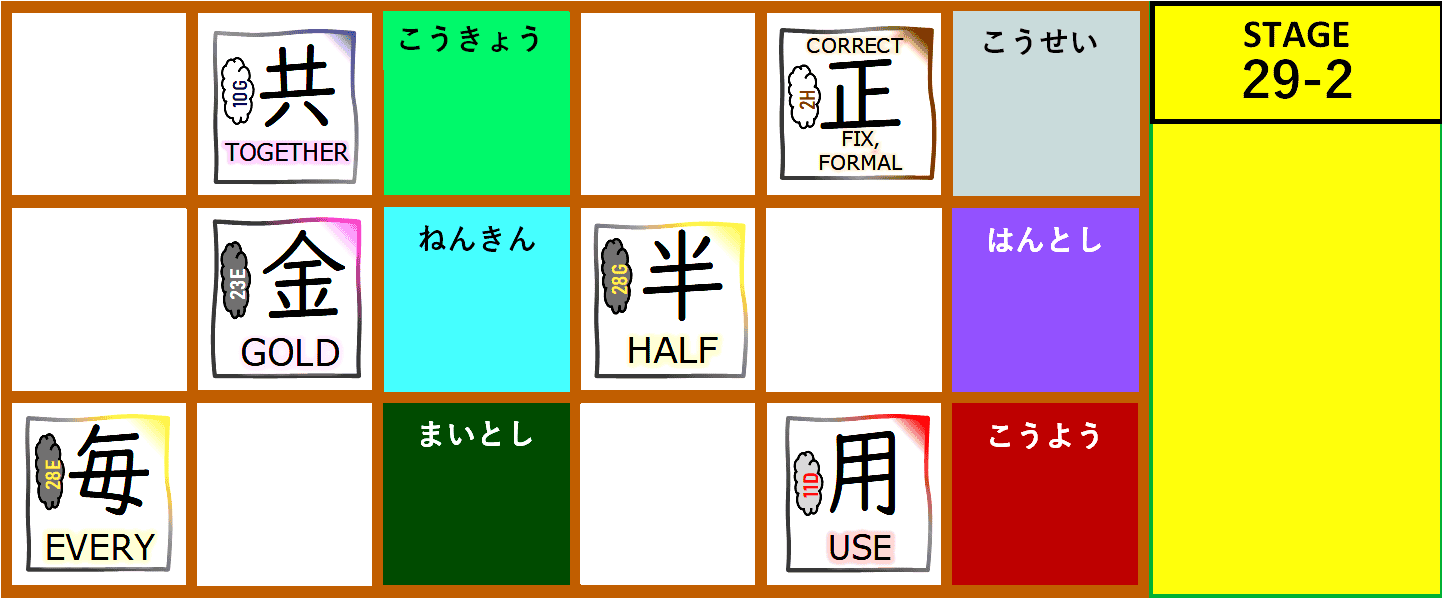 10G
共
TOGETHER
こうきょう
CORRECT
2H
正
FIX,
FORMAL
こうせい
STAGE
29-2
23E
金
GOLD
ねんきん
28G
半
HALF
はんとし
28E
毎
EVERY
まいとし
11D
用
USE
こうよう